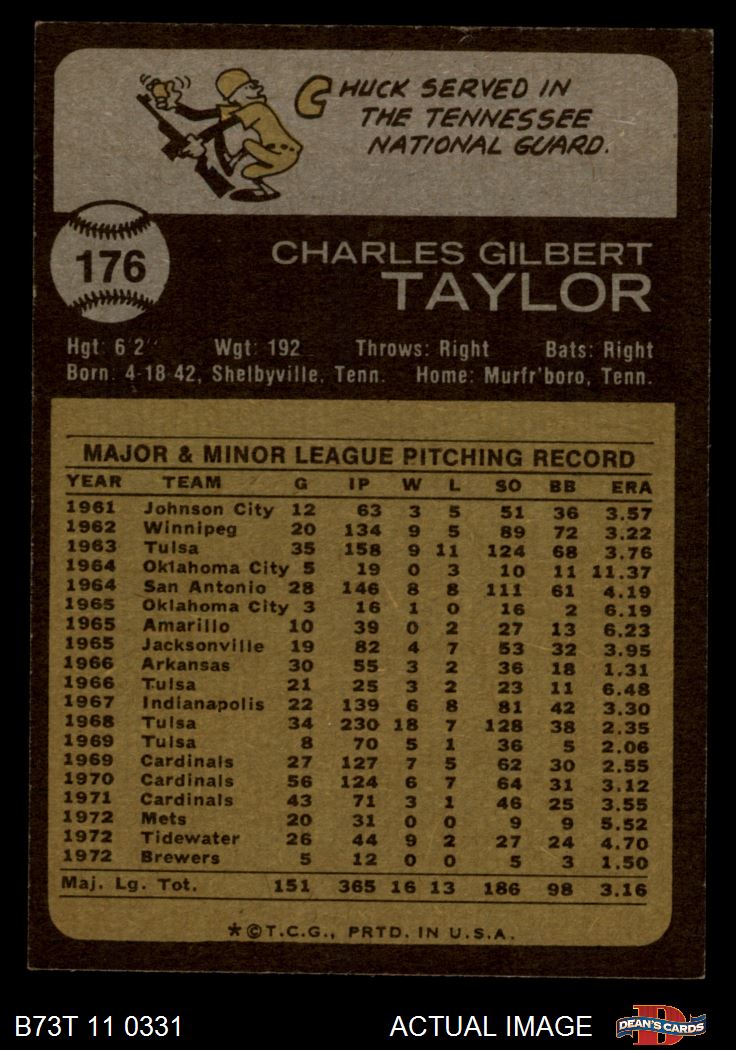 CHUCK SERVED IN
THE TENNESSEE
NATIONAL GUARD.
176
CHARLES GILBERT
TAYLOR
Hgt: 6'2" Wgt: 192 Throws: Right Bats: Right
Born: 4-18-42, Shelbyville, Tenn. Home: Murfr'boro, Tenn.
MAJOR & MINOR LEAGUE PITCHING RECORD
YEAR TEAM G IP W L SO BB ERA
1961 Johnson City 12 63 3 5 51 36 3.57
1962 Winnipeg 20 134 9 5 89 72 3.22
1963 Tulsa 35 158 9 11 124 68 3.76
1964 Oklahoma City 5 19 0 3 10 11 11.37
1964 San Antonio 28 146 8 8 111 61 4.19
1965 Oklahoma City 3 16 1 0 16 2 6.19
1965 Amarillo 10 39 0 2 27 13 6.23
1965 Jacksonville 19 82 4 7 53 32 3.95
1966 Arkansas 30 55 3 2 36 18 1.31
1966 Tulsa 21 25 3 2 23 11 6.48
1967 Indianapolis 22 139 6 8 81 42 3.30
1968 Tulsa 34 230 18 7 128 38 2.35
1969 Tulsa 8 70 5 1 36 5 2.06
1969 Cardinals 27 127 7 5 62 30 2.55
1970 Cardinals 56 124 6 7 64 31 3.12
1971 Cardinals 43 71 3 1 46 25 3.55
1972 Mets 20 31 0 0 9 9 5.52
1972 Tidewater 26 44 9 2 27 24 4.70
1972 Brewers 5 12 0 0 5 3 1.50
Maj. Lg. Tot. 151 365 16 13 186 98 3.16
*©T.C.G., PRTD. IN U.S.A.
B73T 11 0331 ACTUAL IMAGE
D
DEAN'S CARDS